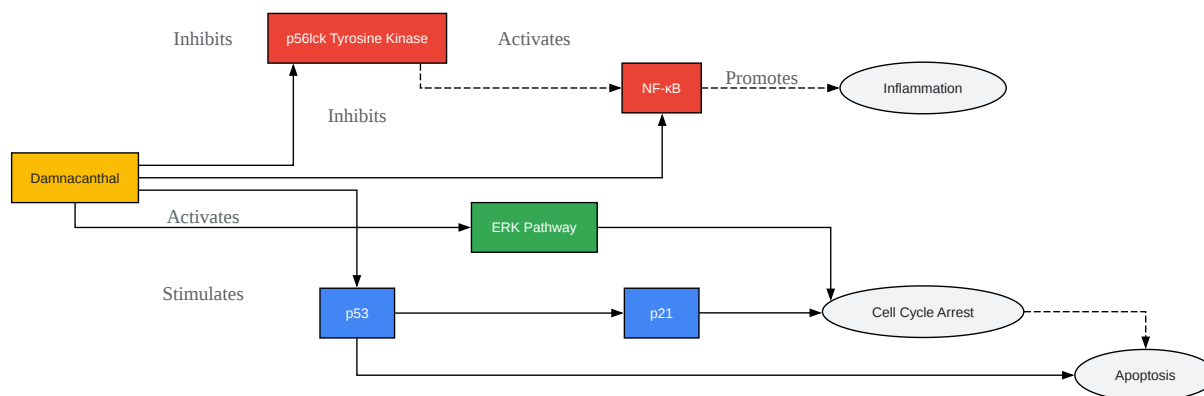 Inhibits
p56lck Tyrosine Kinase
Activates
NF-κB
Promotes
Inflammation
Inhibits
Damnacanthal
Activates
ERK Pathway
Stimulates
p53
p21
Cell Cycle Arrest
Apoptosis